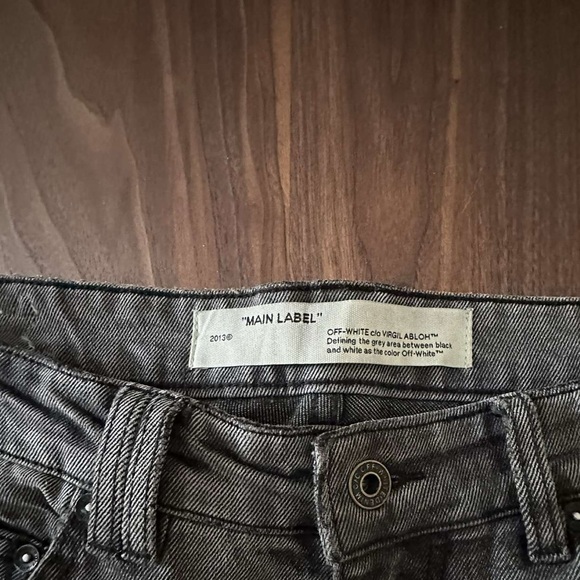 "MAIN LABEL"
2013©
OFF-WHITE c/o VIRGIL ABLOH™
Defining the grey area between black
and white as the color Off-White™